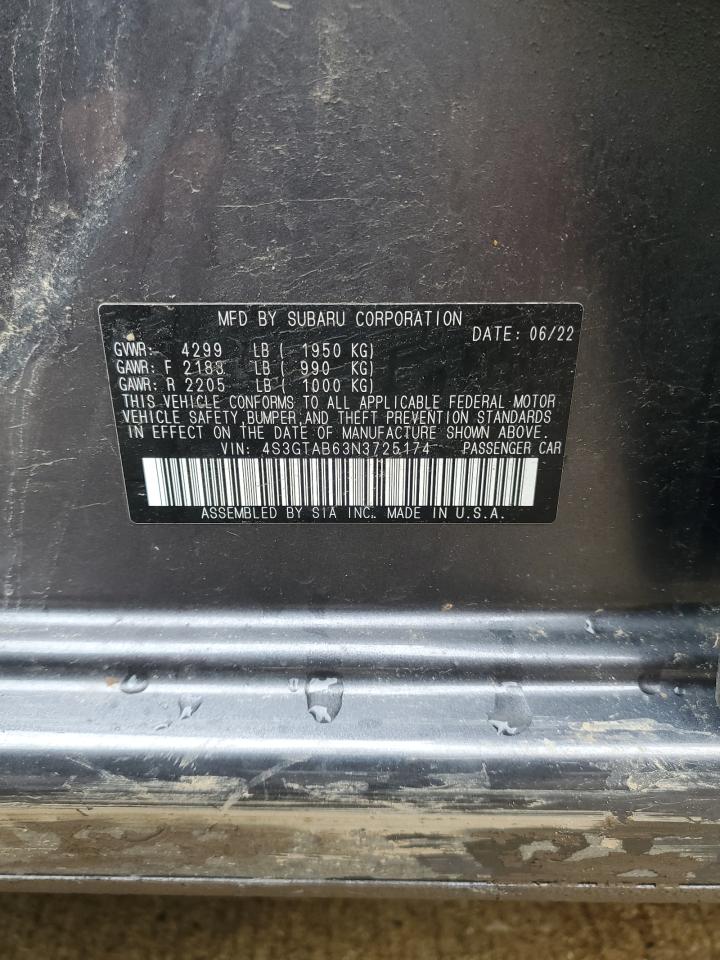 MFD BY SUBARU CORPORATION
DATE: 06/22
GVWR: 4299 LB ( 1950 KG)
GAWR: F 2183 LB ( 990 KG)
GAWR: R 2205 LB ( 1000 KG)
THIS VEHICLE CONFORMS TO ALL APPLICABLE FEDERAL MOTOR
VEHICLE SAFETY, BUMPER, AND THEFT PREVENTION STANDARDS
IN EFFECT ON THE DATE OF MANUFACTURE SHOWN ABOVE.
VIN: 4S3GTAB63N3725174 PASSENGER CAR
ASSEMBLED BY SIA INC. MADE IN U.S.A.